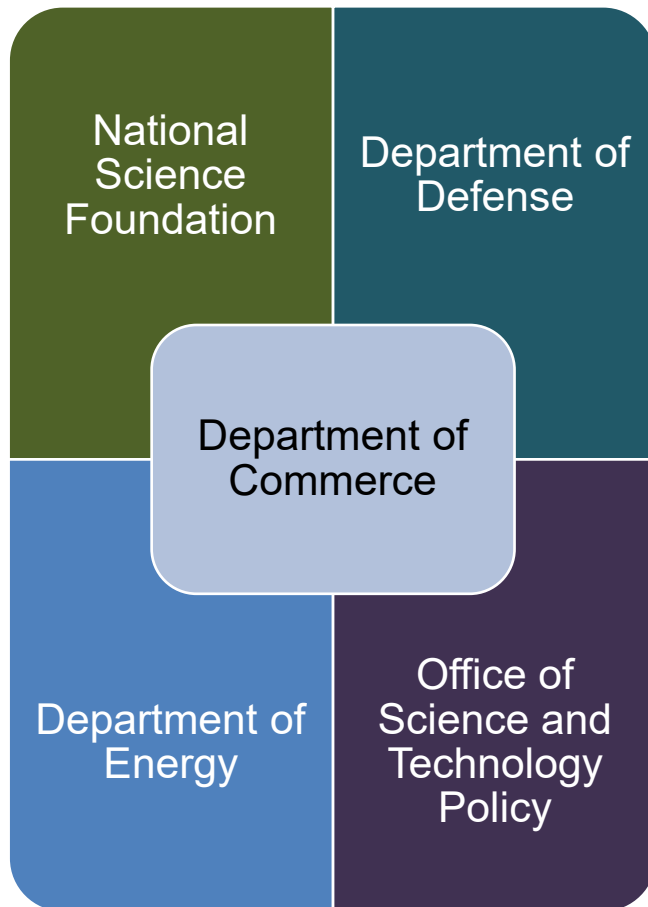 National
Science
Foundation
Department of
Defense
Department of
Commerce
Department of
Energy
Office of
Science and
Technology
Policy